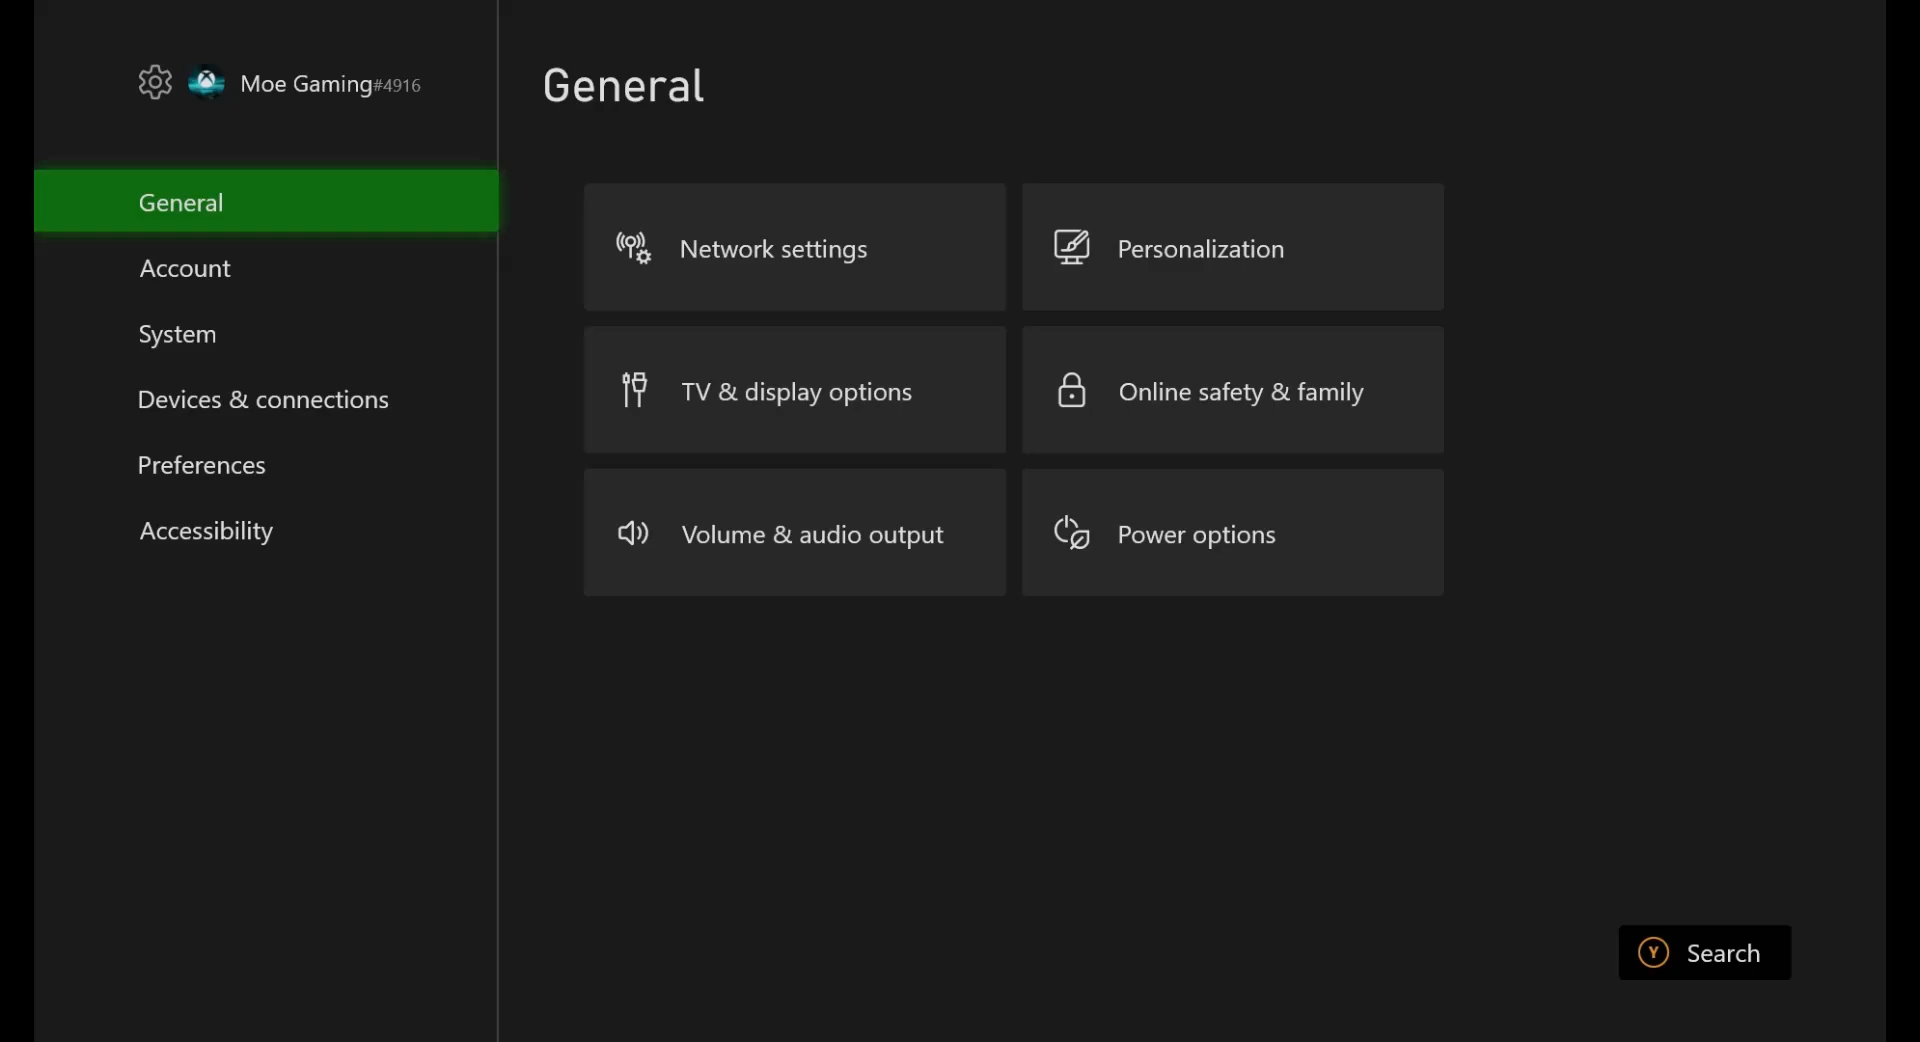 Moe Gaming#4916
General
Account
System
Devices & connections
Preferences
Accessibility
General
Network settings
Personalization
TV & display options
Online safety & family
Volume & audio output
Power options
Y Search